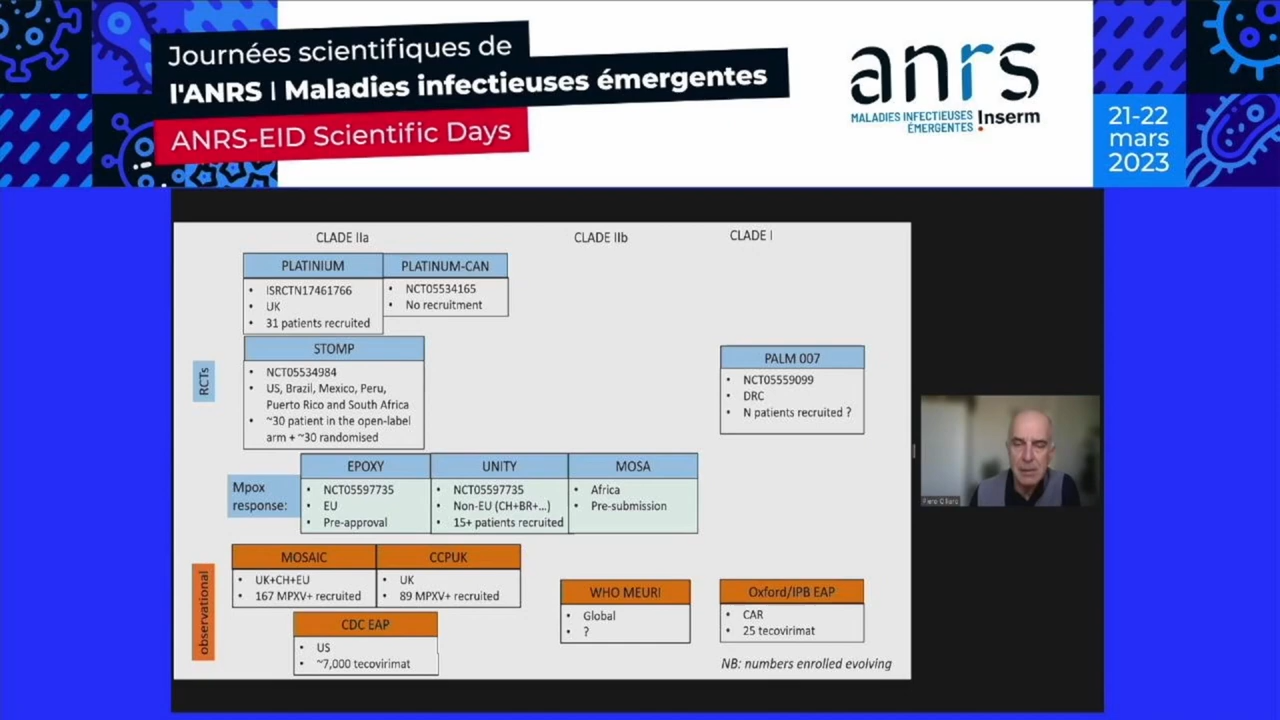 Journées scientifiques de
l'ANRS | Maladies infectieuses émergentes
ANRS-EID Scientific Days
anrs
MALADIES INFECTIEUSES
ÉMERGENTES
Inserm
21-22
mars
2023
CLADE IIa
CLADE IIb
CLADE I
PLATINIUM
• ISRCTN17461766
• UK
• 31 patients recruited
PLATINUM-CAN
• NCT05534165
• No recruitment
RCTs
STOMP
• NCT05534984
• US, Brazil, Mexico, Peru,
Puerto Rico and South Africa
• ~30 patient in the open-label
arm + ~30 randomised
PALM 007
• NCT05559099
• DRC
• N patients recruited ?
Mpox
response:
EPOXY
• NCT05597735
• EU
• Pre-approval
UNITY
• NCT05597735
• Non-EU (CH+BR+...)
• 15+ patients recruited
MOSA
• Africa
• Pre-submission
observational
MOSAIC
• UK+CH+EU
• 167 MPXV+ recruited
CCPUK
• UK
• 89 MPXV+ recruited
CDC EAP
• US
• ~7,000 tecovirimat
WHO MEURI
• Global
• ?
Oxford/IPB EAP
• CAR
• 25 tecovirimat
NB: numbers enrolled evolving